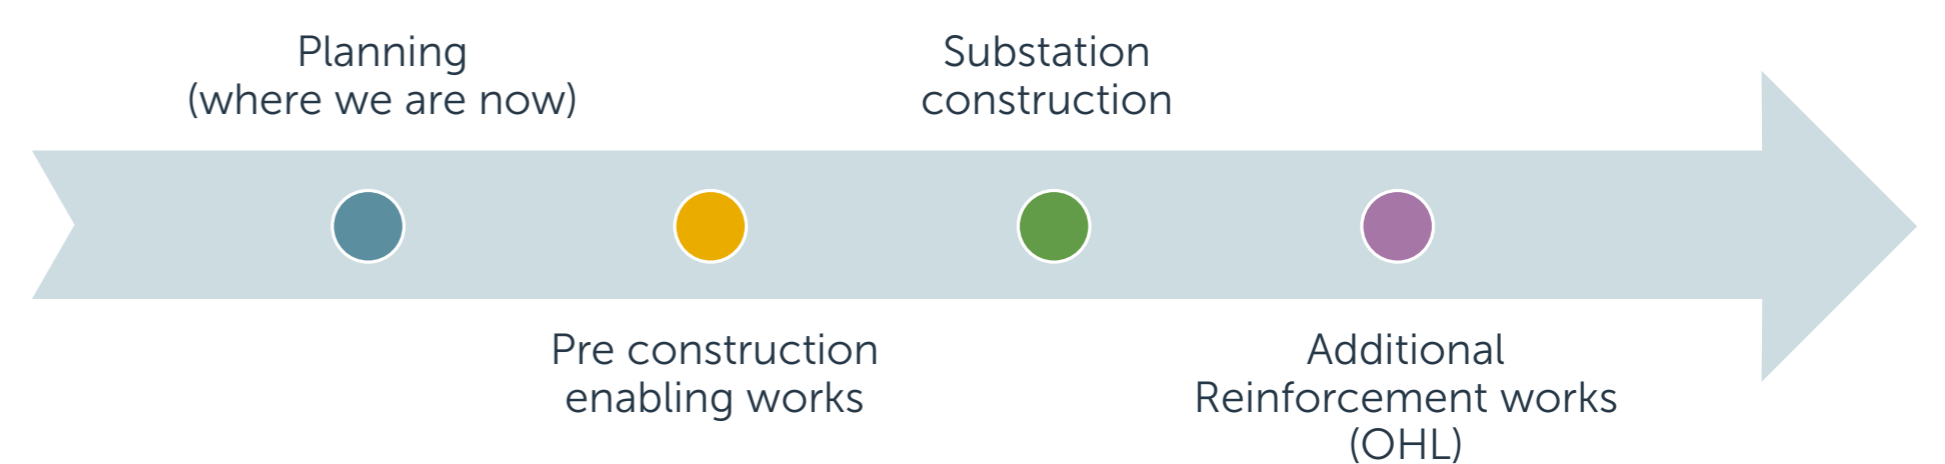 Planning
(where we are now)
Substation
construction
Pre construction
enabling works
Additional
Reinforcement works
(OHL)